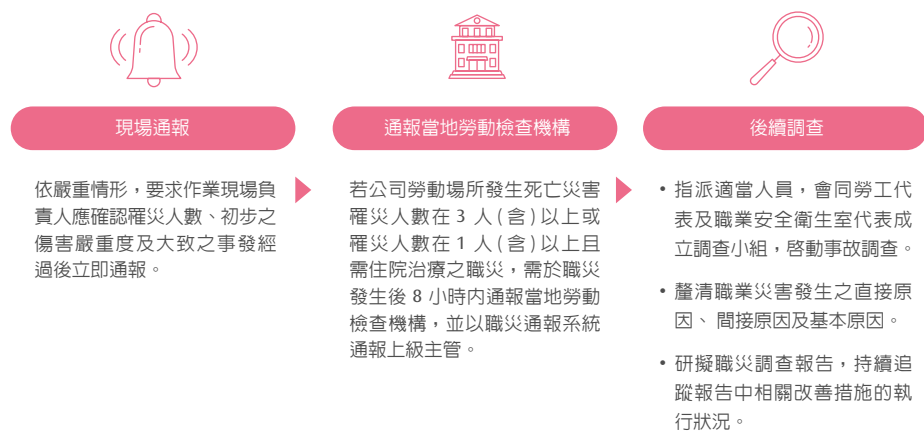 現場通報
依嚴重情形，要求作業現場負
責人應確認罹災人數、初步之
傷害嚴重度及大致之事發經
過後立即通報。
通報當地勞動檢查機構
若公司勞動場所發生死亡災害
罹災人數在 3 人(含)以上或
罹災人數在 1 人(含)以上且
需住院治療之職災，需於職災
發生後 8 小時內通報當地勞動
檢查機構，並以職災通報系統
通報上級主管。
後續調查
• 指派適當人員，會同勞工代
表及職業安全衛生室代表成
立調查小組，啓動事故調查。
• 釐清職業災害發生之直接原
因、間接原因及基本原因。
• 研擬職災調查報告，持續追
蹤報告中相關改善措施的執
行狀況。